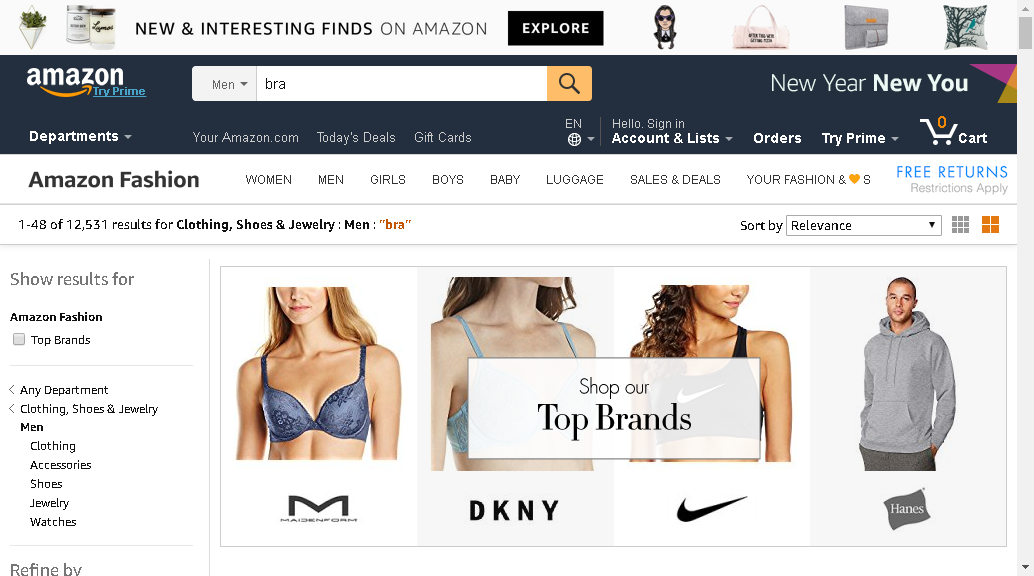 NEW & INTERESTING FINDS ON AMAZON EXPLORE
amazon
Try Prime
Men bra
New Year New You
Departments
Your Amazon.com Today's Deals Gift Cards
EN
Hello. Sign in
Account & Lists Orders Try Prime 0 Cart
Amazon Fashion WOMEN MEN GIRLS BOYS BABY LUGGAGE SALES & DEALS YOUR FASHION & S
FREE RETURNS
Restrictions Apply
1-48 of 12,531 results for Clothing, Shoes & Jewelry : Men : "bra"
Sort by Relevance
Show results for
Amazon Fashion
Top Brands
Any Department
Clothing, Shoes & Jewelry
Men
Clothing
Accessories
Shoes
Jewelry
Watches
Refine by
Shop our
Top Brands
MAIDENFORM
DKNY
Hanes